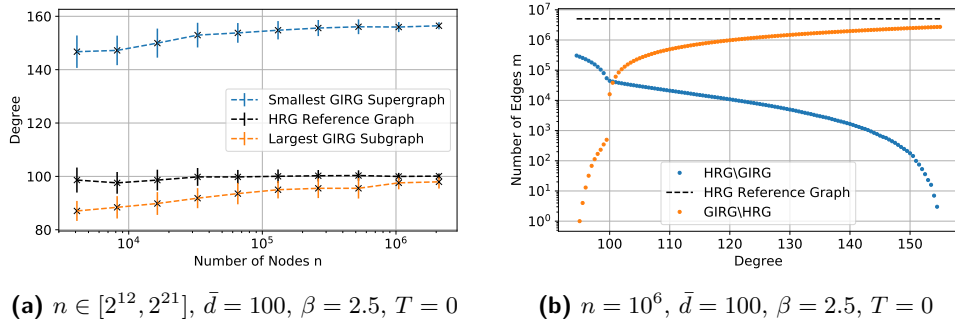 160
140
120
100
80
Degree
10^4
10^5
10^6
Number of Nodes n
Smallest GIRG Supergraph
HRG Reference Graph
Largest GIRG Subgraph
10^7
10^6
10^5
10^4
10^3
10^2
10^1
10^0
Number of Edges m
100
110
120
130
140
150
Degree
HRG\GIRG
HRG Reference Graph
GIRG\HRG
(a) n ∈ [2^12, 2^21], d̄ = 100, β = 2.5, T = 0
(b) n = 10^6, d̄ = 100, β = 2.5, T = 0